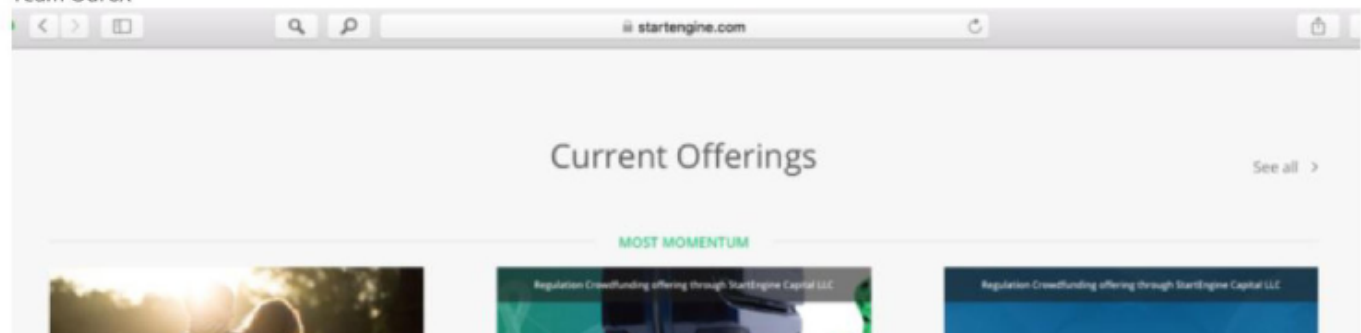 startengine.com
Current Offerings
See all >
MOST MOMENTUM
Regulation Crowdfunding offering through StartEngine Capital LLC
Regulation Crowdfunding offering through StartEngine Capital LLC